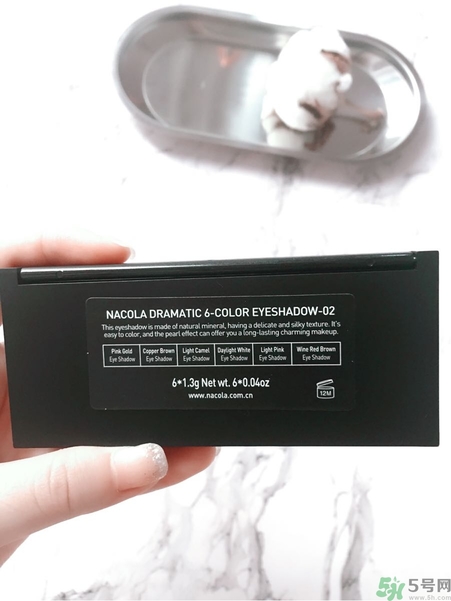 NACOLA DRAMATIC 6-COLOR EYESHADOW-02
This eyeshadow is made of natural mineral, having a delicate and silky texture. It's
easy to color, and the pearl effect can offer you a long-lasting charming makeup.
Pink Gold Copper Brown Light Camel Daylight White Light Pink Wine Red Brown
Eye Shadow Eye Shadow Eye Shadow Eye Shadow Eye Shadow Eye Shadow
6*1.3g Net wt. 6*0.04oz
www.nacola.com.cn
12M
5号网
www.5h.com